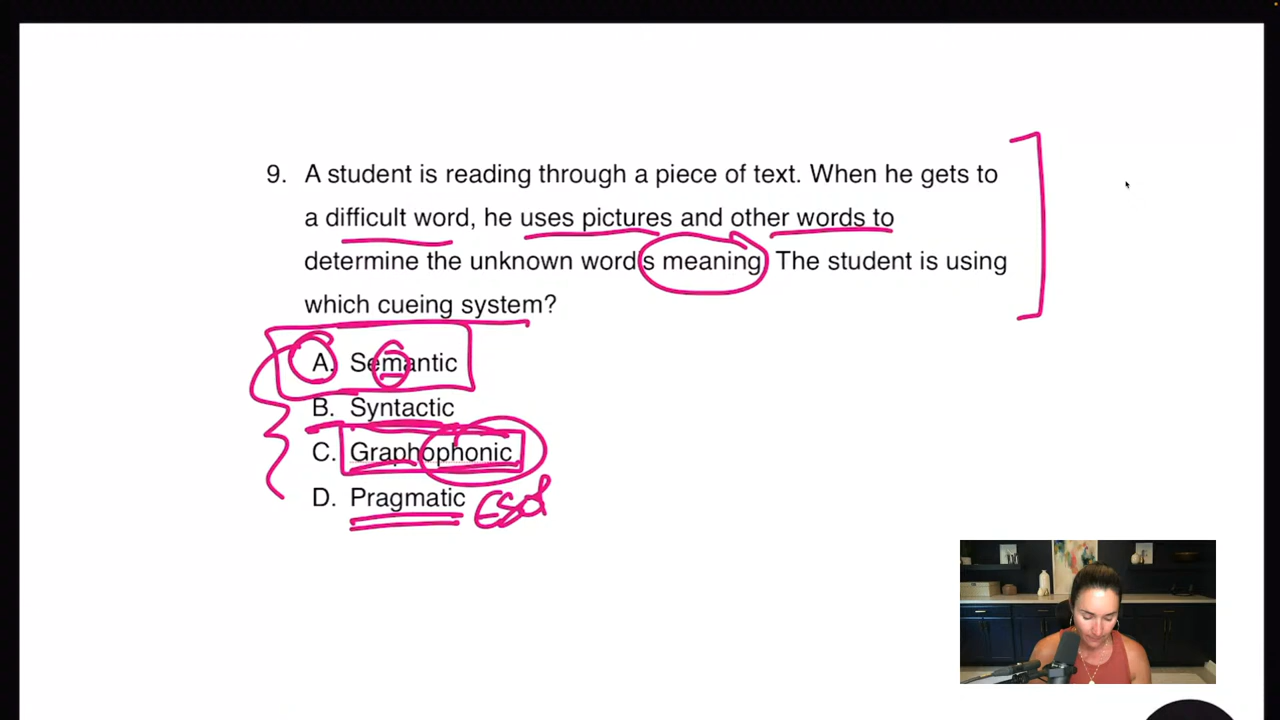 9. A student is reading through a piece of text. When he gets to
a difficult word, he uses pictures and other words to
determine the unknown word's meaning. The student is using
which cueing system?
A. Semantic
B. Syntactic
C. Graphophonic
D. Pragmatic ESOL